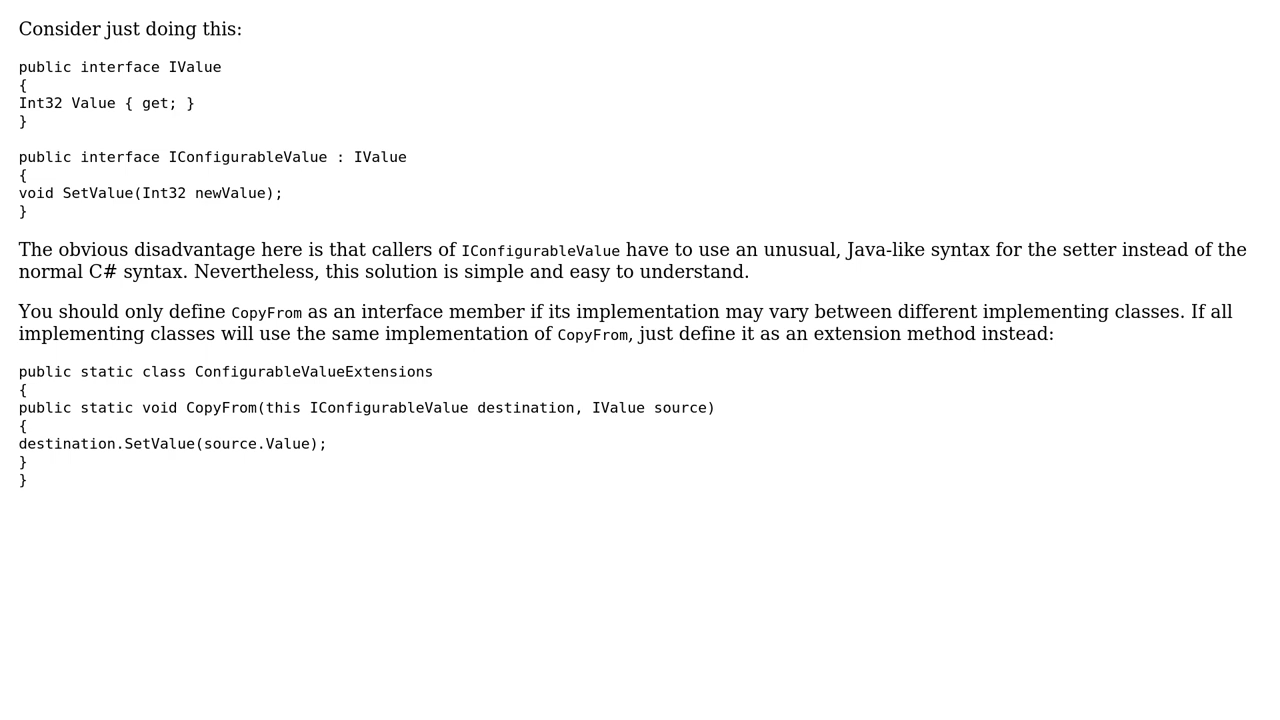 Consider just doing this:
public interface IValue
{
Int32 Value { get; }
}
public interface IConfigurableValue : IValue
{
void SetValue(Int32 newValue);
}
The obvious disadvantage here is that callers of IConfigurableValue have to use an unusual, Java-like syntax for the setter instead of the
normal C# syntax. Nevertheless, this solution is simple and easy to understand.
You should only define CopyFrom as an interface member if its implementation may vary between different implementing classes. If all
implementing classes will use the same implementation of CopyFrom, just define it as an extension method instead:
public static class ConfigurableValueExtensions
{
public static void CopyFrom(this IConfigurableValue destination, IValue source)
{
destination.SetValue(source.Value);
}
}